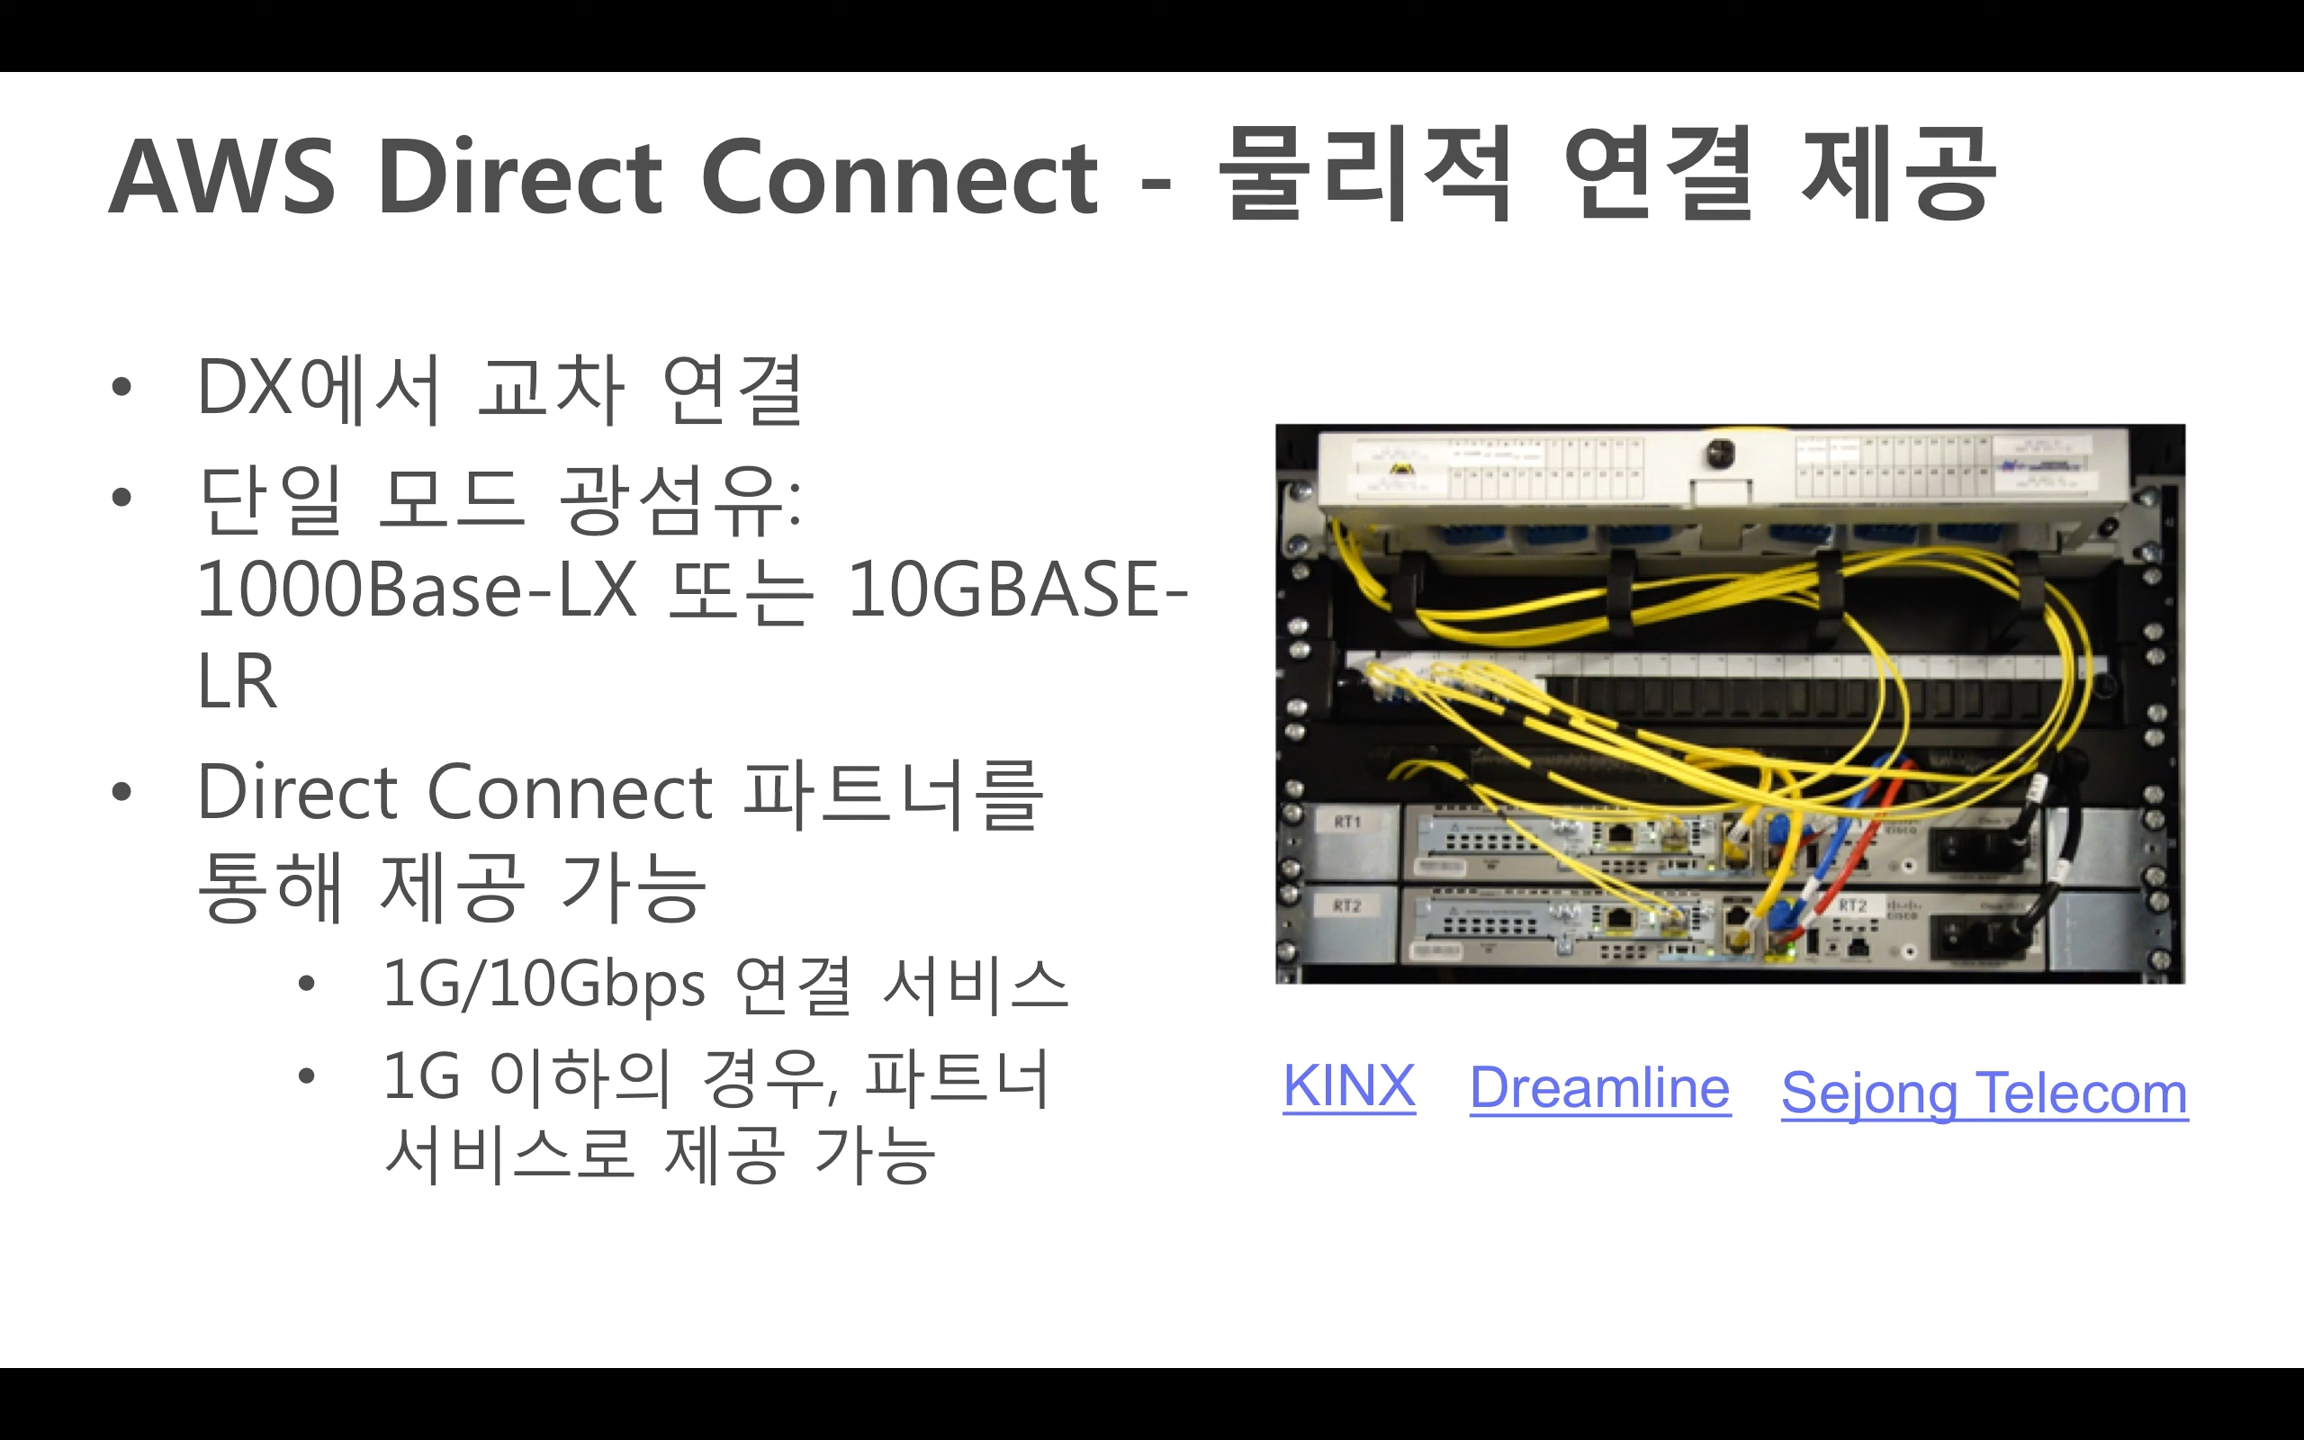 AWS Direct Connect - 물리적 연결 제공
• DX에서 교차 연결
• 단일 모드 광섬유:
1000Base-LX 또는 10GBASE-
LR
• Direct Connect 파트너를
통해 제공 가능
• 1G/10Gbps 연결 서비스
• 1G 이하의 경우, 파트너
서비스로 제공 가능
RT1
CISCO
RT2
RT2
CISCO
KINX Dreamline Sejong Telecom